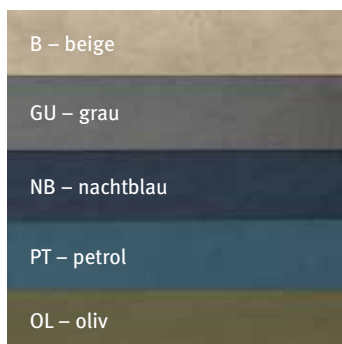 B – beige
GU – grau
NB – nachtblau
PT – petrol
OL – oliv